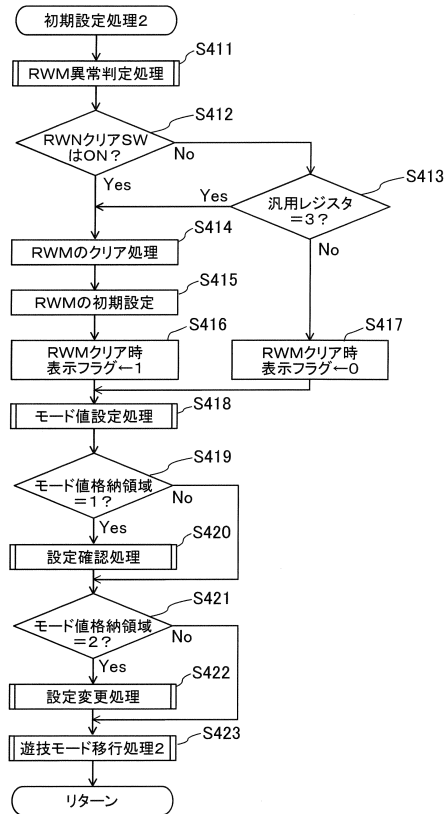 初期設定処理2
S411
RWM異常判定処理
S412
RWNクリアSW
はON?
No
Yes
S413
汎用レジスタ
=3?
Yes
No
S414
RWMのクリア処理
S415
RWMの初期設定
S416
RWMクリア時
表示フラグ←1
S417
RWMクリア時
表示フラグ←0
S418
モード値設定処理
S419
モード値格納領域
=1?
No
Yes
S420
設定確認処理
S421
モード値格納領域
=2?
No
Yes
S422
設定変更処理
S423
遊技モード移行処理2
リターン